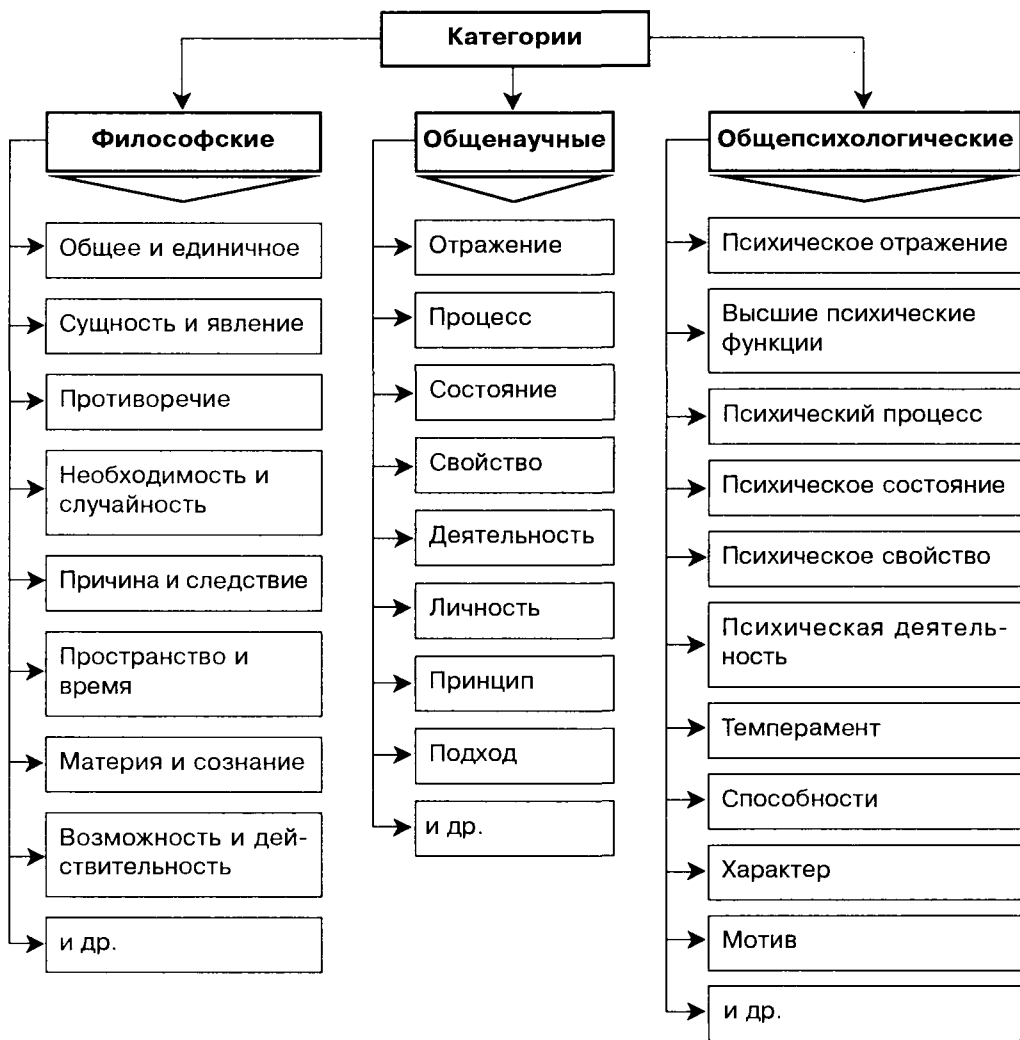 Категории
Философские
Общее и единичное
Сущность и явление
Противоречие
Необходимость и
случайность
Причина и следствие
Пространство и
время
Материя и сознание
Возможность и дей-
ствительность
и др.
Общенаучные
Отражение
Процесс
Состояние
Свойство
Деятельность
Личность
Принцип
Подход
и др.
Общепсихологические
Психическое отражение
Высшие психические
функции
Психический процесс
Психическое состояние
Психическое свойство
Психическая деятель-
ность
Темперамент
Способности
Характер
Мотив
и др.